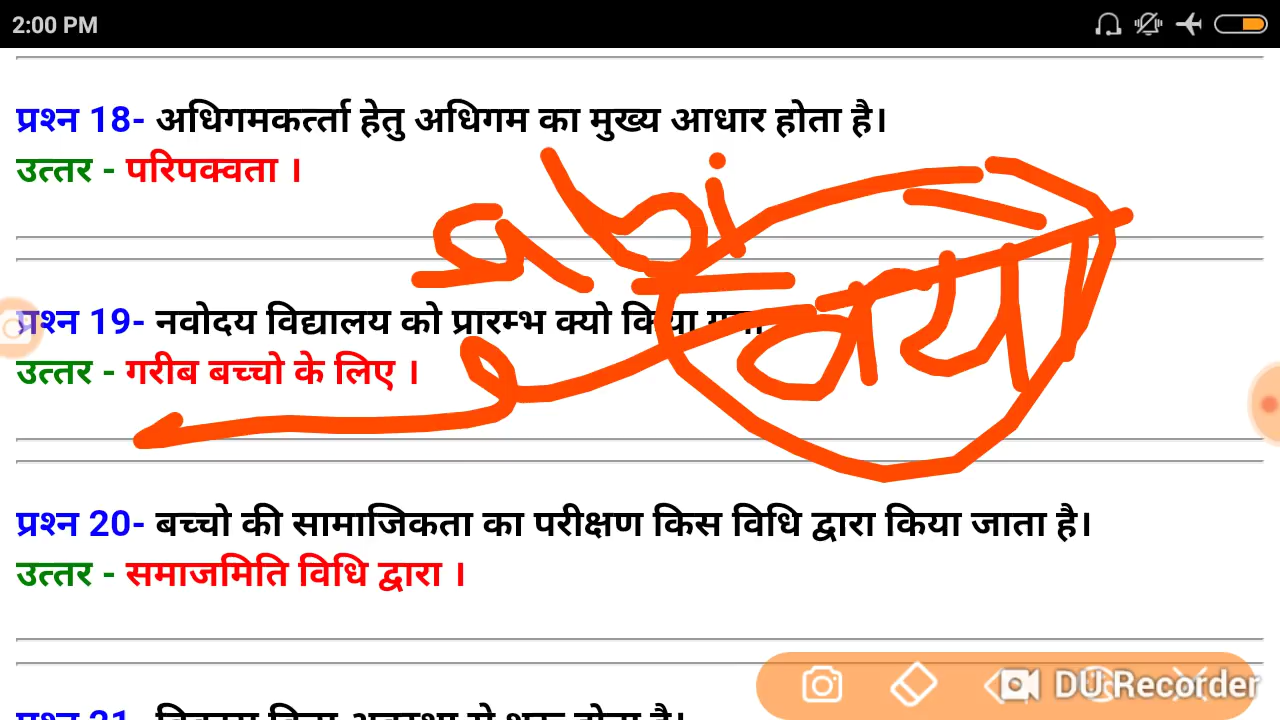 2:00 PM
प्रश्न 18- अधिगमकर्त्ता हेतु अधिगम का मुख्य आधार होता है।
उत्तर - परिपक्वता ।
प्रश्न 19- नवोदय विद्यालय को प्रारम्भ क्यो किया गया
उत्तर - गरीब बच्चो के लिए ।
प्रश्न 20- बच्चो की सामाजिकता का परीक्षण किस विधि द्वारा किया जाता है।
उत्तर - समाजमिति विधि द्वारा ।
DU Recorder